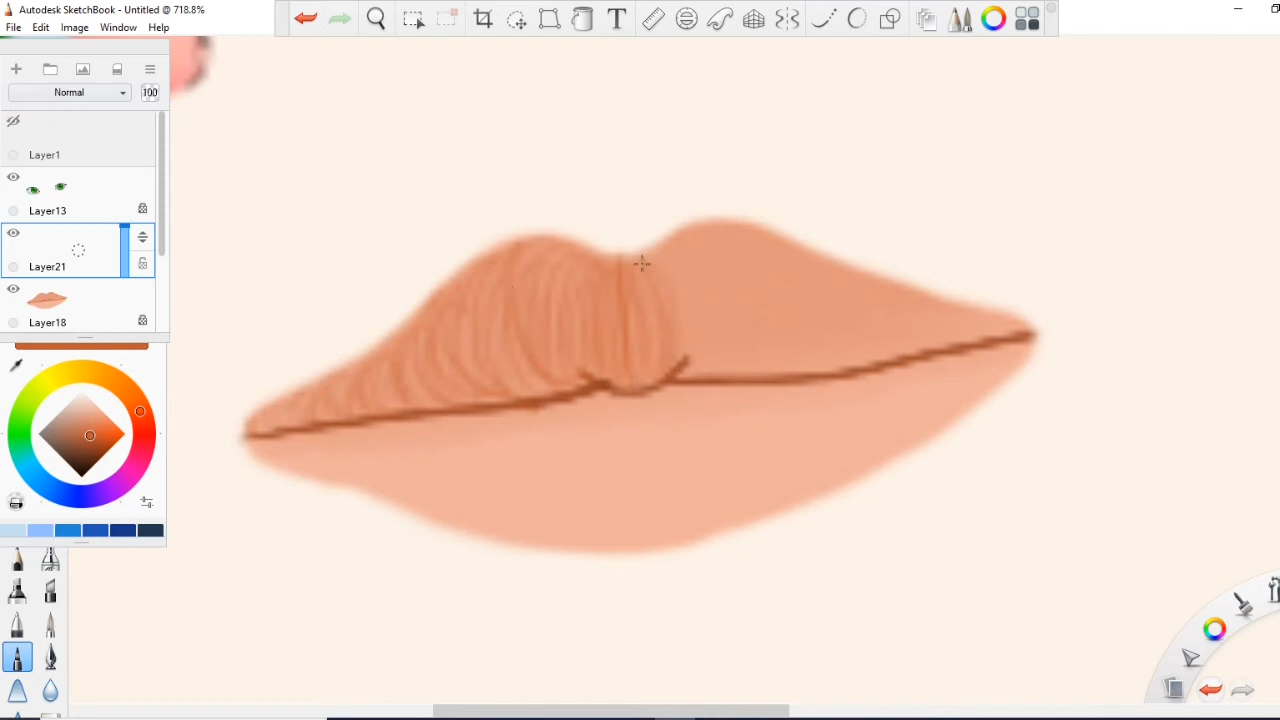 Autodesk SketchBook - Untitled @ 718.8%
File Edit Image Window Help
T
Normal 100
Layer1
Layer13
Layer21
Layer18